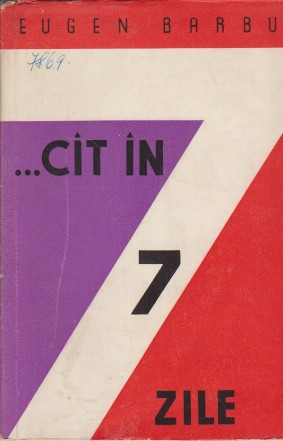 EUGEN BARBU
7869.
...CÎT ÎN
7
ZILE